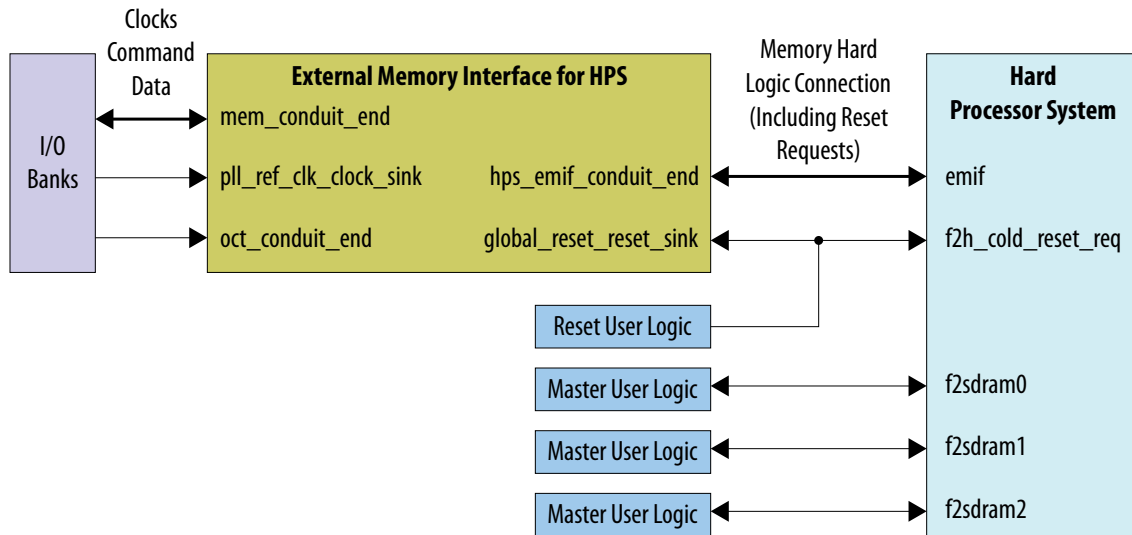 Clocks
Command
Data
I/O
Banks
External Memory Interface for HPS
mem_conduit_end
pll_ref_clk_clock_sink
hps_emif_conduit_end
oct_conduit_end
global_reset_reset_sink
Memory Hard
Logic Connection
(Including Reset
Requests)
Hard
Processor System
emif
f2h_cold_reset_req
Reset User Logic
Master User Logic
f2sdram0
Master User Logic
f2sdram1
Master User Logic
f2sdram2